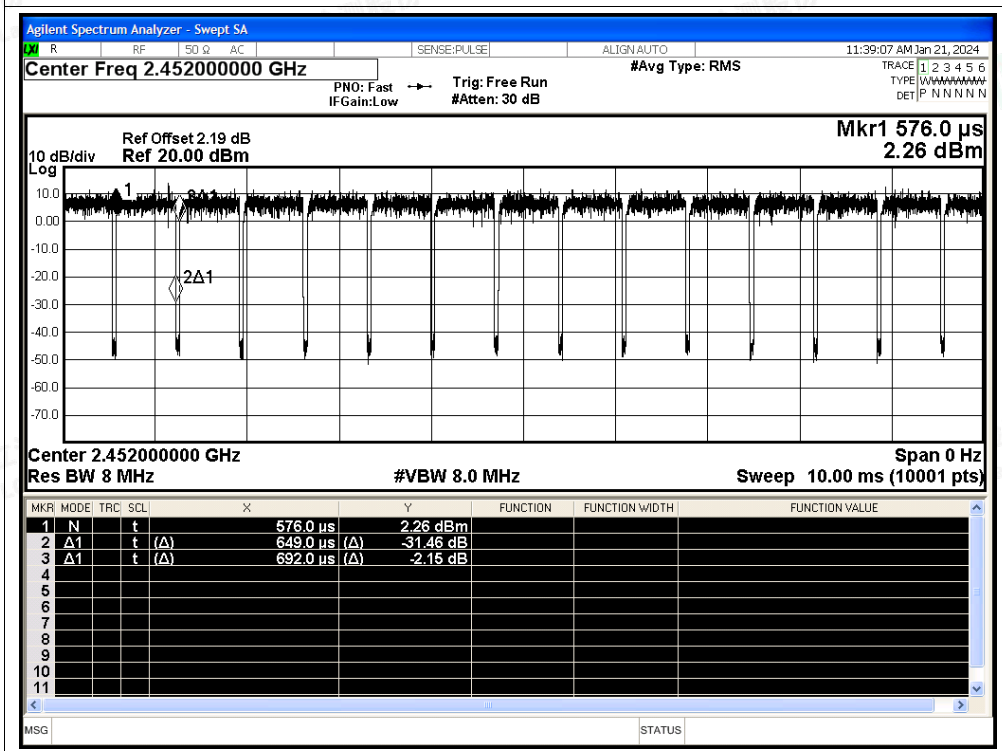 Agilent Spectrum Analyzer - Swept SA
LXI R RF 50 Ω AC SENSE:PULSE ALIGN AUTO 11:39:07 AM Jan 21, 2024
Center Freq 2.452000000 GHz #Avg Type: RMS TRACE 1 2 3 4 5 6
PNO: Fast Trig: Free Run TYPE WWWWWW
IFGain:Low #Atten: 30 dB DET P N N N N N
Mkr1 576.0 µs
Ref Offset 2.19 dB
10 dB/div Ref 20.00 dBm 2.26 dBm
Log
10.0
1
3Δ1
0.00
-10.0
-20.0
2Δ1
-30.0
-40.0
-50.0
-60.0
-70.0
Center 2.452000000 GHz Span 0 Hz
Res BW 8 MHz #VBW 8.0 MHz Sweep 10.00 ms (10001 pts)
MKR MODE TRC SCL X Y FUNCTION FUNCTION WIDTH FUNCTION VALUE
1 N t 576.0 µs 2.26 dBm
2 Δ1 t (Δ) 649.0 µs (Δ) -31.46 dB
3 Δ1 t (Δ) 692.0 µs (Δ) -2.15 dB
4
5
6
7
8
9
10
11
MSG STATUS